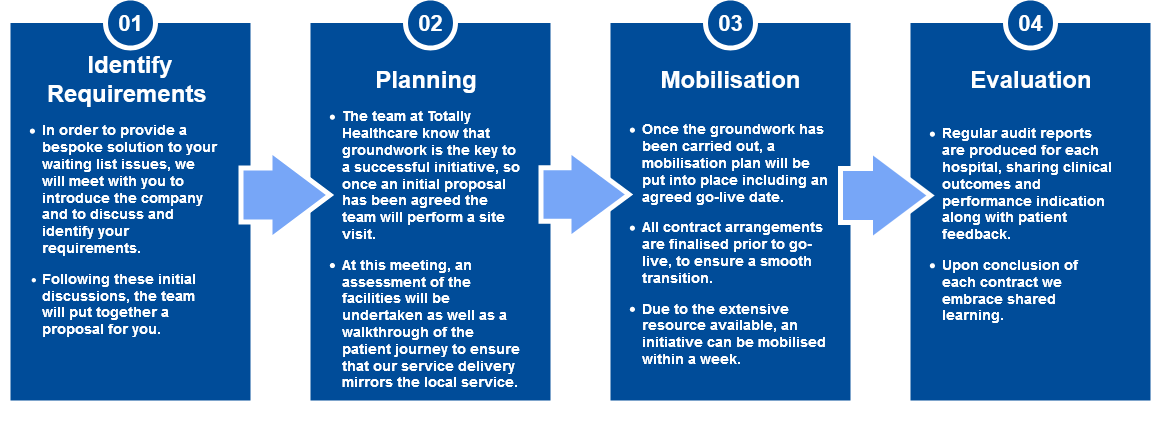 01
Identify
Requirements
• In order to provide a
bespoke solution to your
waiting list issues, we
will meet with you to
introduce the company
and to discuss and
identify your
requirements.
• Following these initial
discussions, the team
will put together a
proposal for you.
02
Planning
• The team at Totally
Healthcare know that
groundwork is the key to
a successful initiative, so
once an initial proposal
has been agreed the
team will perform a site
visit.
• At this meeting, an
assessment of the
facilities will be
undertaken as well as a
walkthrough of the
patient journey to ensure
that our service delivery
mirrors the local service.
03
Mobilisation
• Once the groundwork has
been carried out, a
mobilisation plan will be
put into place including an
agreed go-live date.
• All contract arrangements
are finalised prior to go-
live, to ensure a smooth
transition.
• Due to the extensive
resource available, an
initiative can be mobilised
within a week.
04
Evaluation
• Regular audit reports
are produced for each
hospital, sharing clinical
outcomes and
performance indication
along with patient
feedback.
• Upon conclusion of
each contract we
embrace shared
learning.